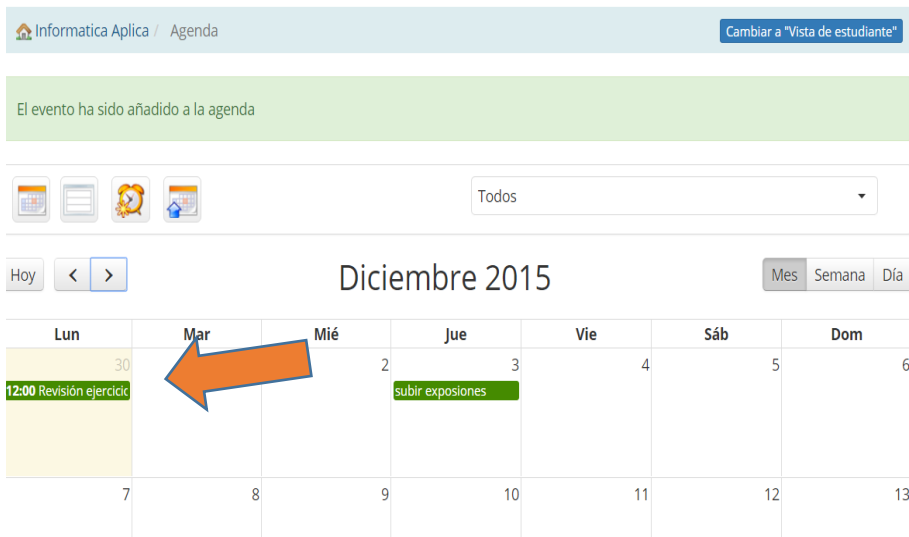 Informatica Aplica / Agenda
Cambiar a "Vista de estudiante"
El evento ha sido añadido a la agenda
Todos
Hoy
Diciembre 2015
Mes Semana Día
Lun Mar Mié Jue Vie Sáb Dom
30 2 3 4 5 6
12:00 Revisión ejercicic subir exposiones
7 8 9 10 11 12 13